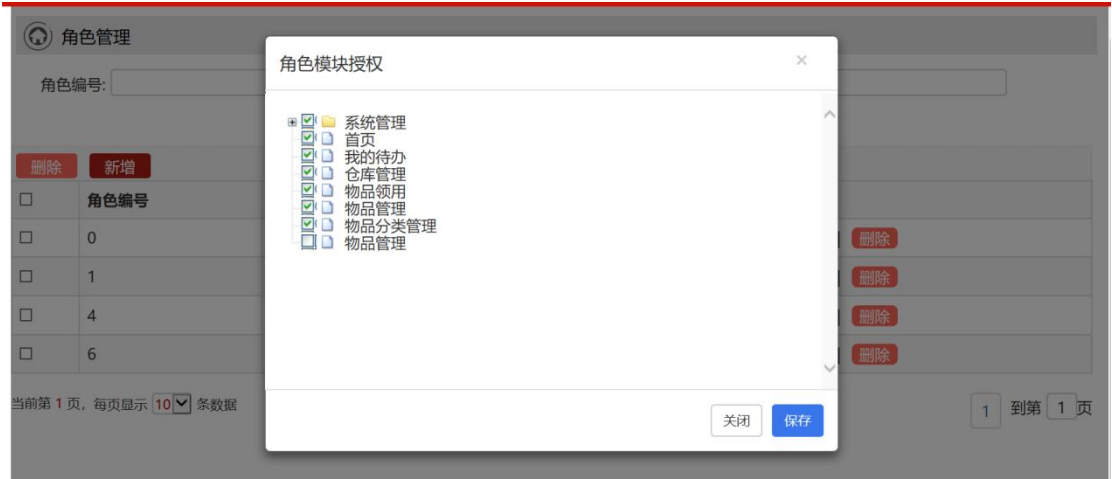 角色管理
角色编号:
角色模块授权
×
系统管理
首页
我的待办
仓库管理
物品领用
物品管理
物品分类管理
物品管理
删除 新增
角色编号
0 删除
1 删除
4 删除
6 删除
当前第 1 页, 每页显示 10 条数据
1 到第 1 页
关闭 保存